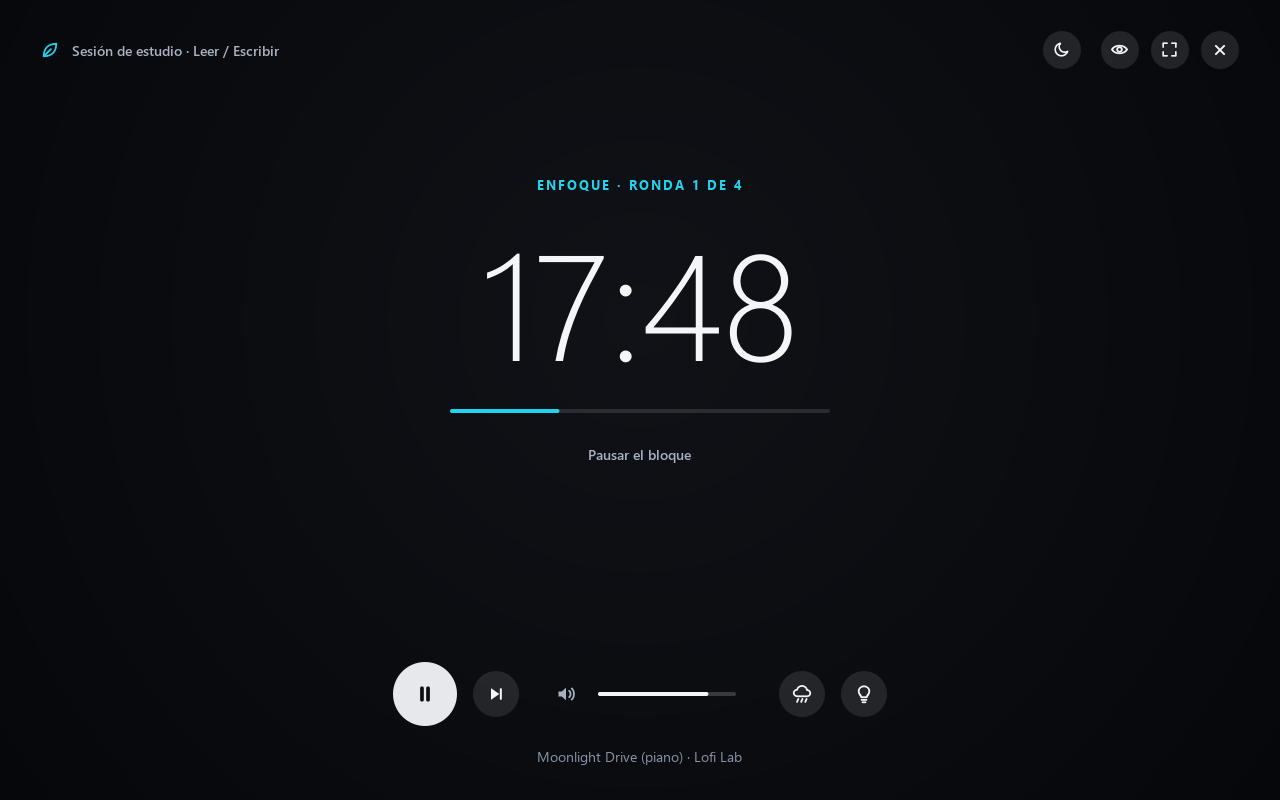 Sesión de estudio · Leer / Escribir
ENFOQUE · RONDA 1 DE 4
17:48
Pausar el bloque
Moonlight Drive (piano) · Lofi Lab